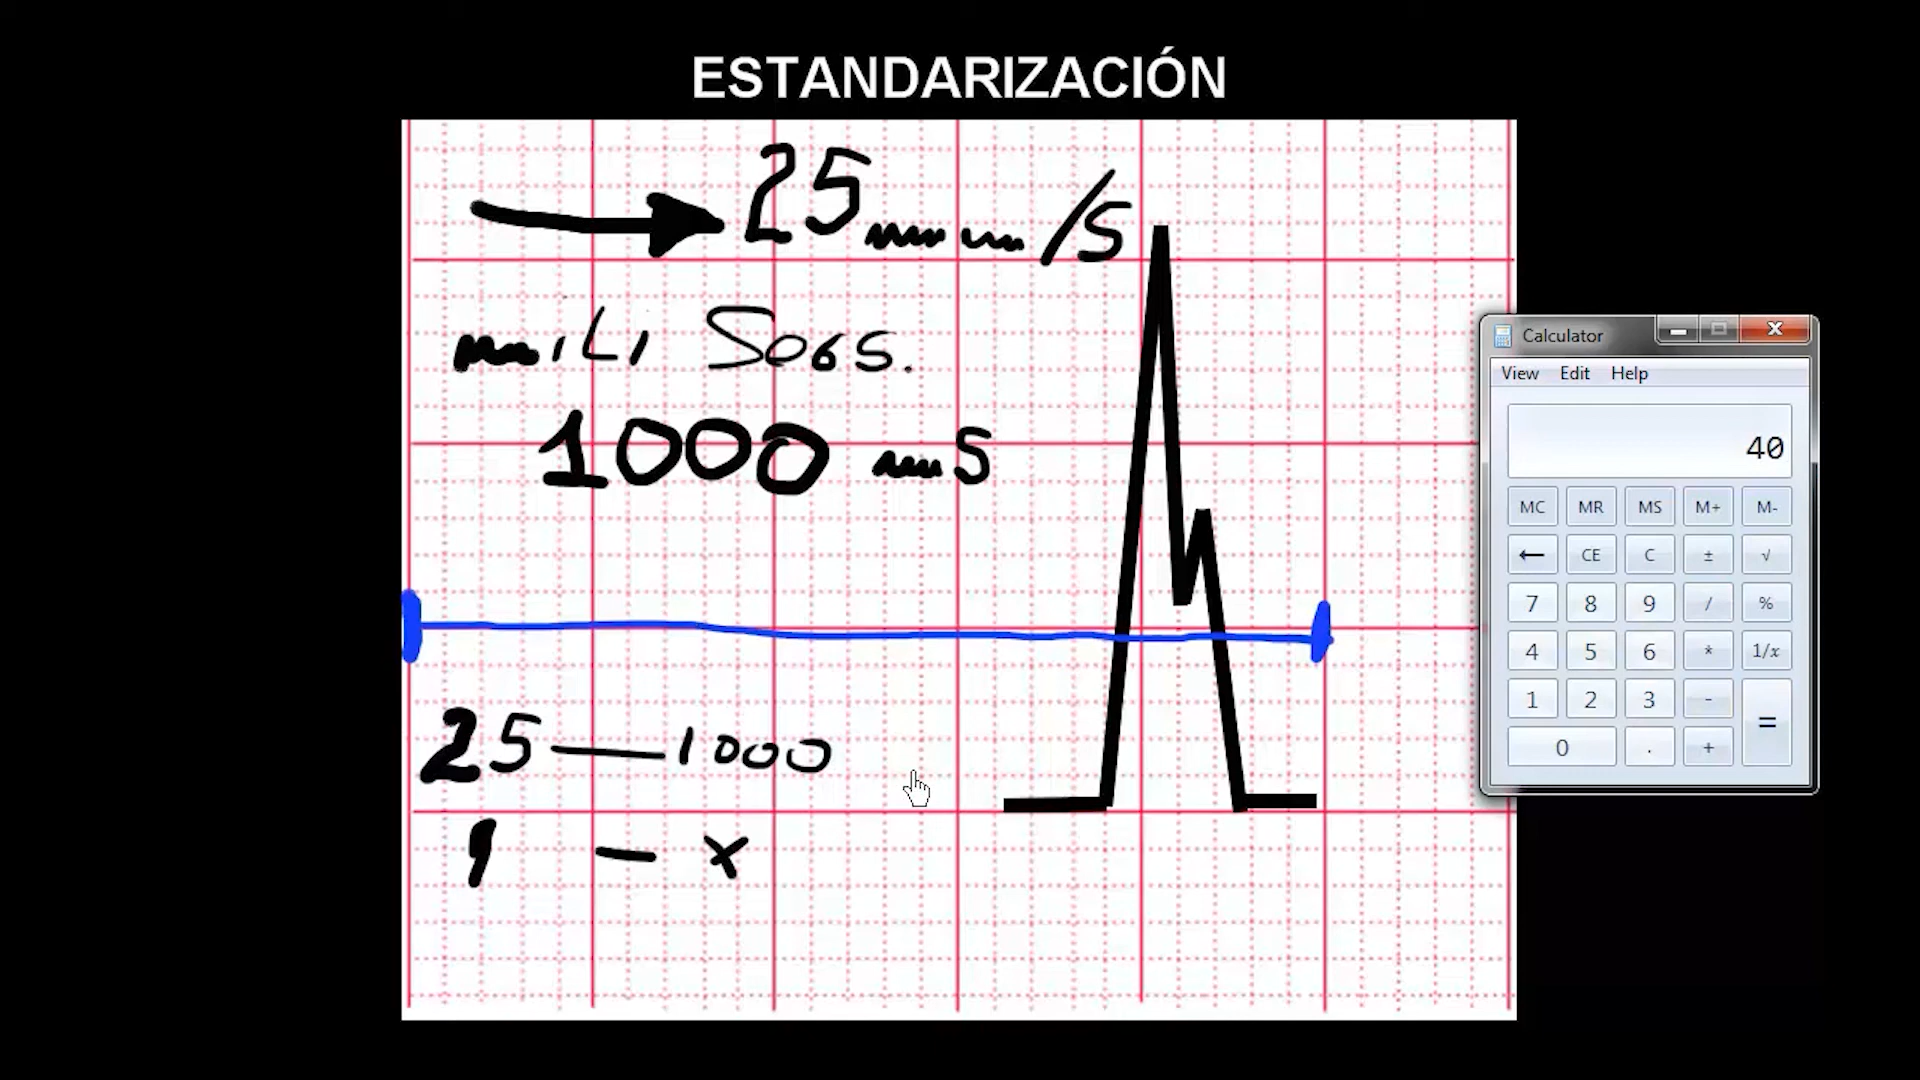 ESTANDARIZACIÓN
25 mm/s
mili Segs.
1000 ms
25 — 1000
1 — x
Calculator
View Edit Help
40
MC MR MS M+ M-
← CE C ± √
7 8 9 / %
4 5 6 * 1/x
1 2 3 -
0 . + =